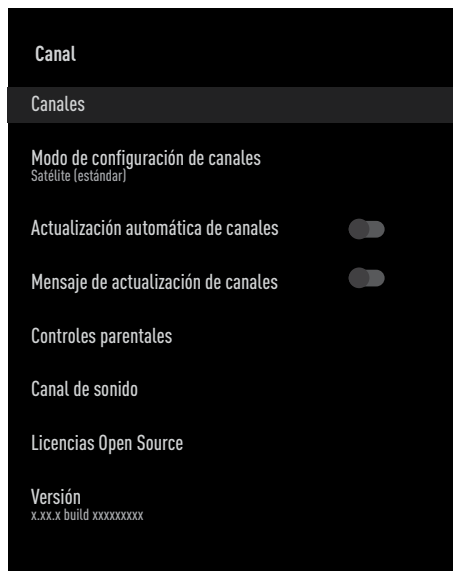 Canal
Canales
Modo de configuración de canales
Satélite (estándar)
Actualización automática de canales
Mensaje de actualización de canales
Controles parentales
Canal de sonido
Licencias Open Source
Versión
x.xx.x build xxxxxxxxx